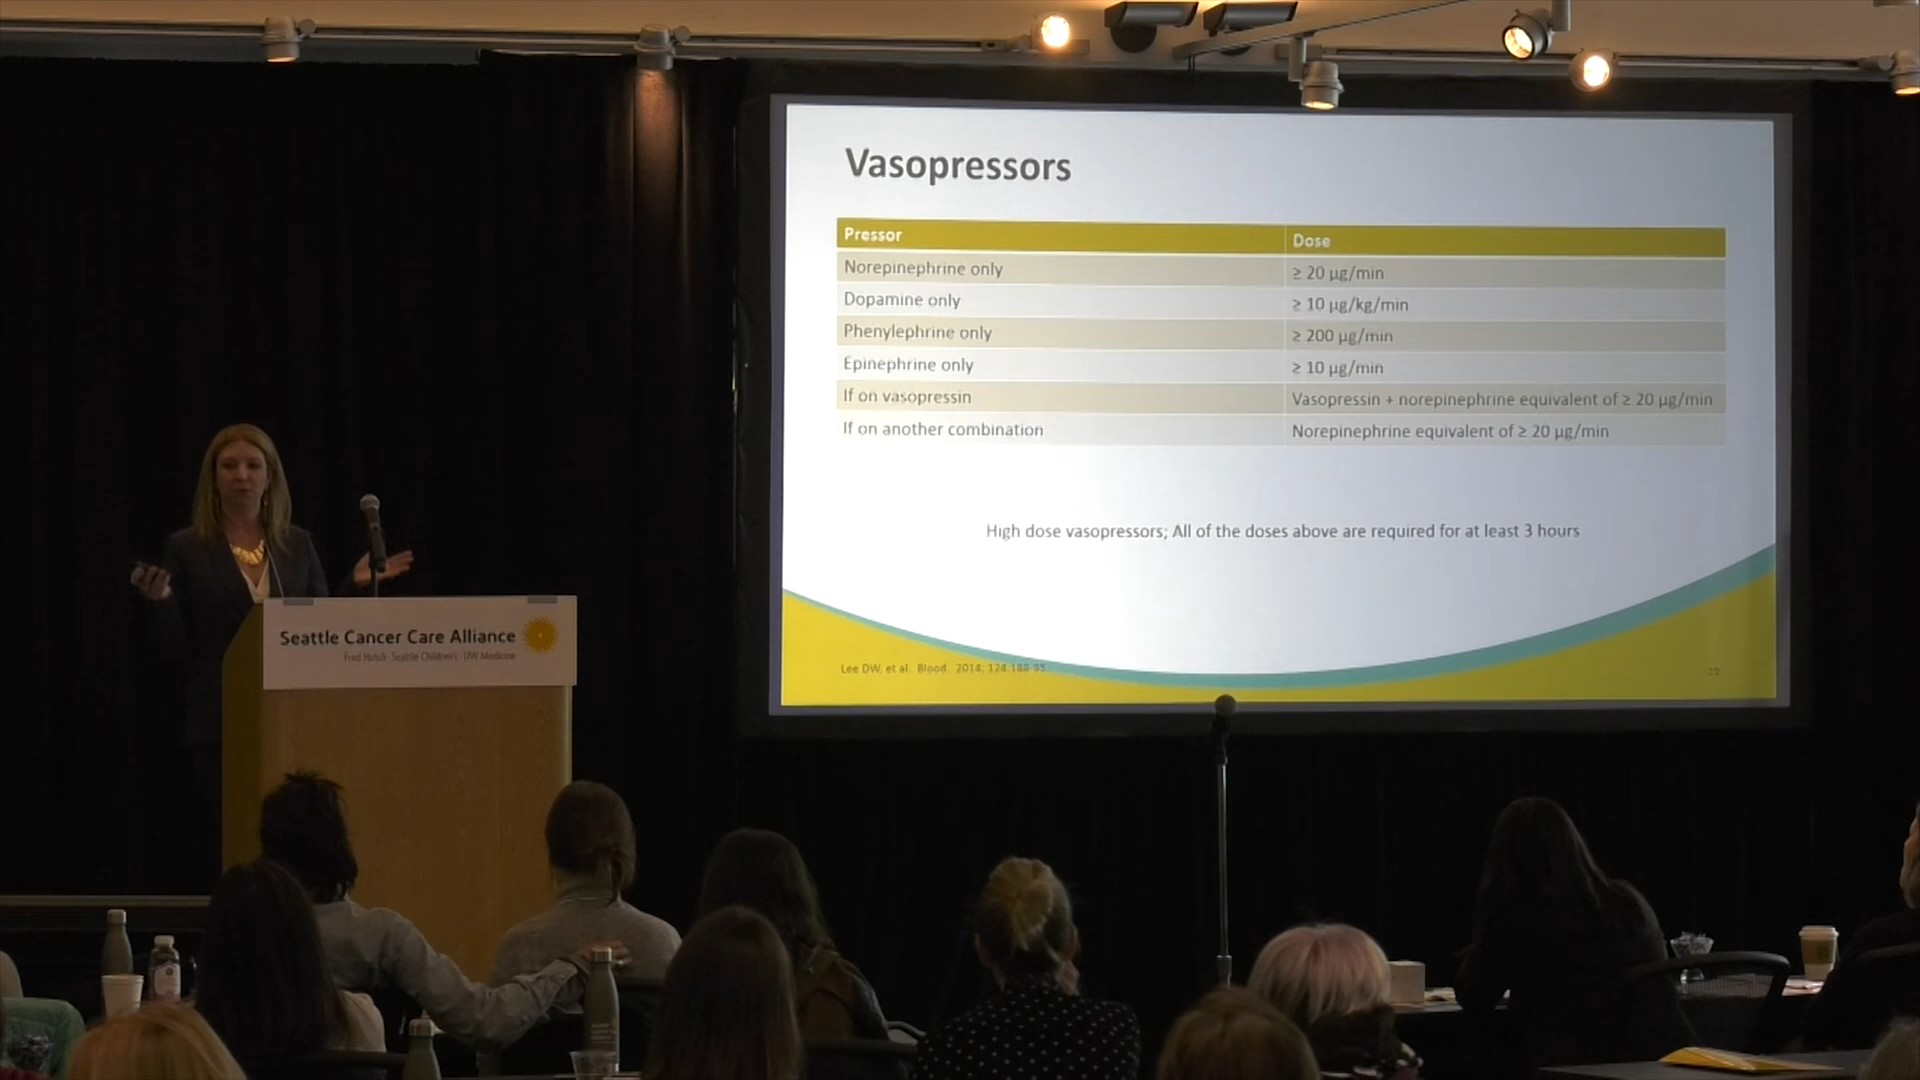 Vasopressors
Pressor Dose
Norepinephrine only ≥ 20 µg/min
Dopamine only ≥ 10 µg/kg/min
Phenylephrine only ≥ 200 µg/min
Epinephrine only ≥ 10 µg/min
If on vasopressin Vasopressin + norepinephrine equivalent of ≥ 20 µg/min
If on another combination Norepinephrine equivalent of ≥ 20 µg/min
High dose vasopressors; All of the doses above are required for at least 3 hours
Lee DW, et al. Blood. 2014; 124:188-95.
Seattle Cancer Care Alliance
Fred Hutch · Seattle Children's · UW Medicine